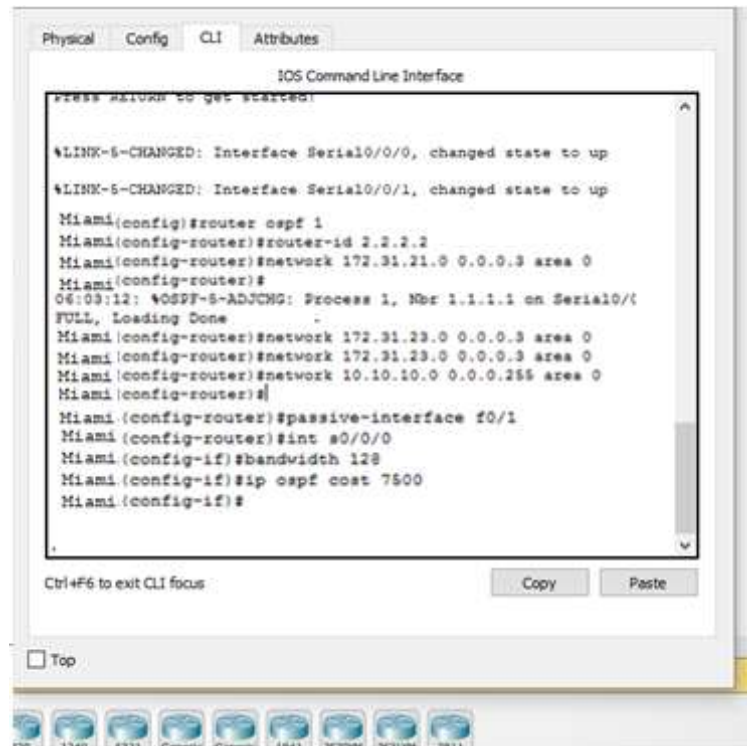 Physical Config CLI Attributes
IOS Command Line Interface
Press RETURN to get started!
%LINK-5-CHANGED: Interface Serial0/0/0, changed state to up
%LINK-5-CHANGED: Interface Serial0/0/1, changed state to up
Miami(config)#router ospf 1
Miami(config-router)#router-id 2.2.2.2
Miami(config-router)#network 172.31.21.0 0.0.0.3 area 0
Miami(config-router)#
06:03:12: %OSPF-5-ADJCHG: Process 1, Nbr 1.1.1.1 on Serial0/(
FULL, Loading Done
Miami(config-router)#network 172.31.23.0 0.0.0.3 area 0
Miami(config-router)#network 172.31.23.0 0.0.0.3 area 0
Miami(config-router)#network 10.10.10.0 0.0.0.255 area 0
Miami(config-router)#
Miami(config-router)#passive-interface f0/1
Miami(config-router)#int s0/0/0
Miami(config-if)#bandwidth 128
Miami(config-if)#ip ospf cost 7500
Miami(config-if)#
Ctrl+F6 to exit CLI focus
Copy Paste
Top